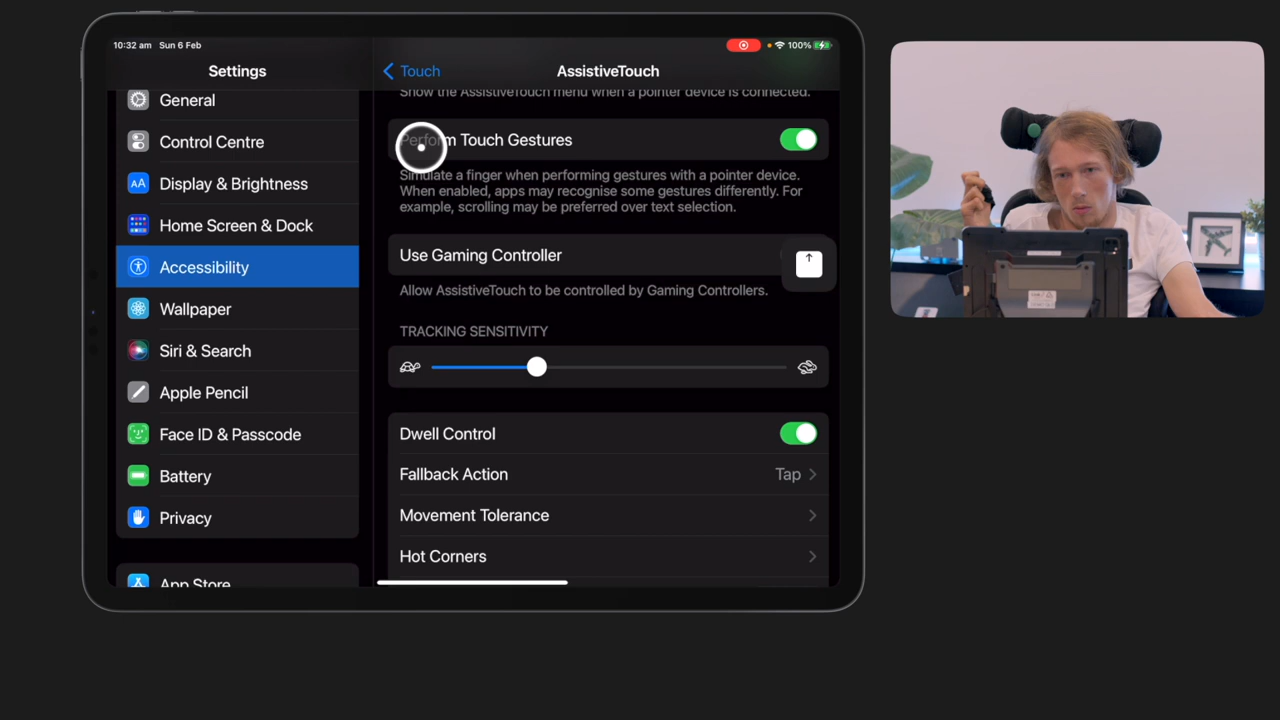 10:32 am Sun 6 Feb
100%
Settings
General
Control Centre
AA Display & Brightness
Home Screen & Dock
Accessibility
Wallpaper
Siri & Search
Apple Pencil
Face ID & Passcode
Battery
Privacy
App Store
Touch
AssistiveTouch
Show the AssistiveTouch menu when a pointer device is connected.
Perform Touch Gestures
Simulate a finger when performing gestures with a pointer device.
When enabled, apps may recognise some gestures differently. For
example, scrolling may be preferred over text selection.
Use Gaming Controller
Allow AssistiveTouch to be controlled by Gaming Controllers.
TRACKING SENSITIVITY
Dwell Control
Fallback Action Tap
Movement Tolerance
Hot Corners